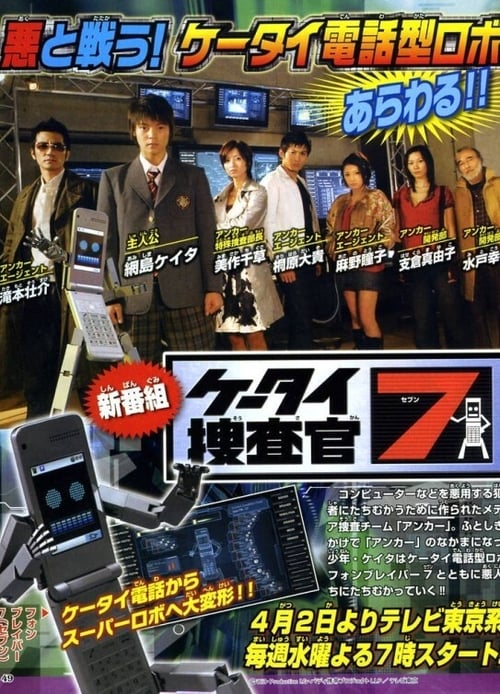 悪と戦う! ケータイ電話型ロボ
あらわる!!
アンカー
エージェント
滝本壮介
主人公
網島ケイタ
アンカー
特殊捜査部長
美作千草
アンカー
エージェント
桐原大貴
アンカー
エージェント
麻野瞳子
アンカー
開発部
支倉真由子
アンカー
開発部
水戸幸
新番組
ケータイ
捜査官
7
セブン
コンピューターなどを悪用する
者にたちむかうために作られたメデ
ア捜査チーム「アンカー」。ふとし
かけで「アンカー」のなかまになっ
少年・ケイタはケータイ電話型ロ
フォンブレイバー7とともに悪人
ちにたちむかっていく!!
ケータイ電話から
スーパーロボへ大変形!!
フォン
ブレイバー
7(セブン)
4月2日よりテレビ東京系
毎週水曜よる7時スタート
49